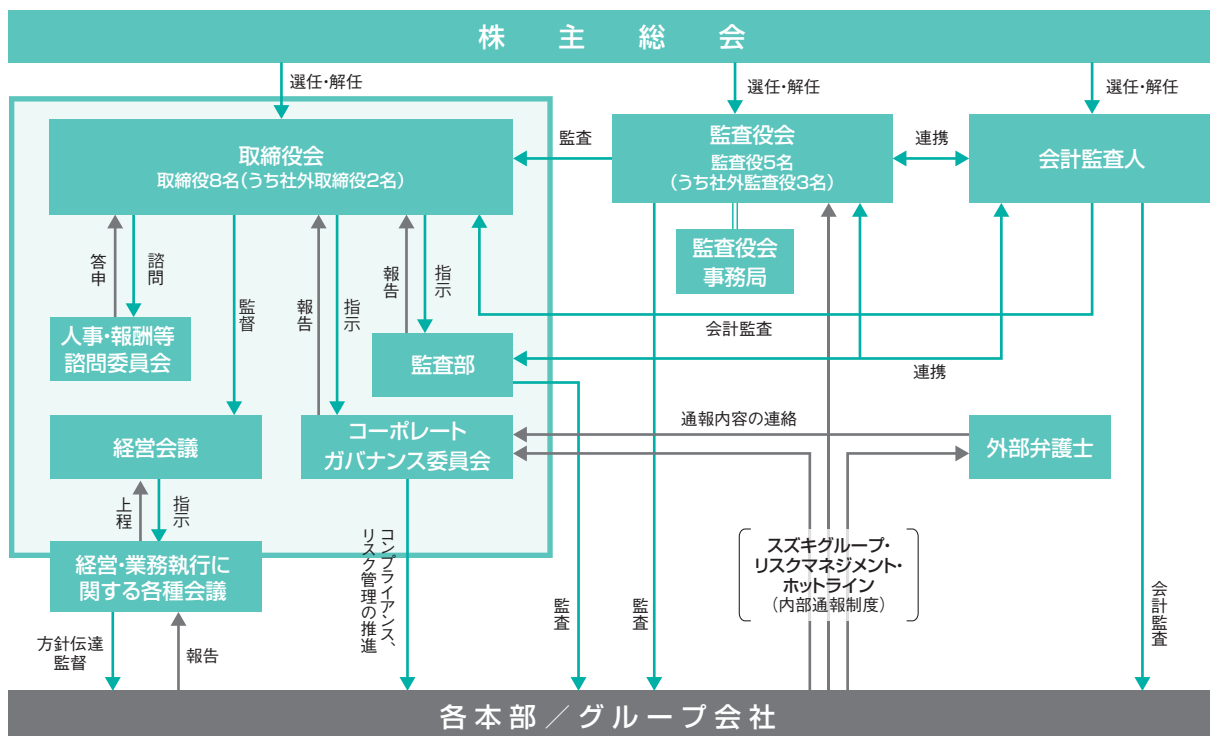 株主総会
選任・解任
選任・解任
選任・解任
取締役会
取締役8名(うち社外取締役2名)
監査
監査役会
監査役5名
(うち社外監査役3名)
連携
会計監査人
監査役会
事務局
答申
諮問
監督
報告
指示
報告
指示
会計監査
人事・報酬等
諮問委員会
監査部
連携
経営会議
コーポレート
ガバナンス委員会
通報内容の連絡
外部弁護士
上程
指示
経営・業務執行に
関する各種会議
コンプライアンス、
リスク管理の推進
スズキグループ・
リスクマネジメント・
ホットライン
(内部通報制度)
監査
監査
会計監査
方針伝達
監督
報告
各本部/グループ会社